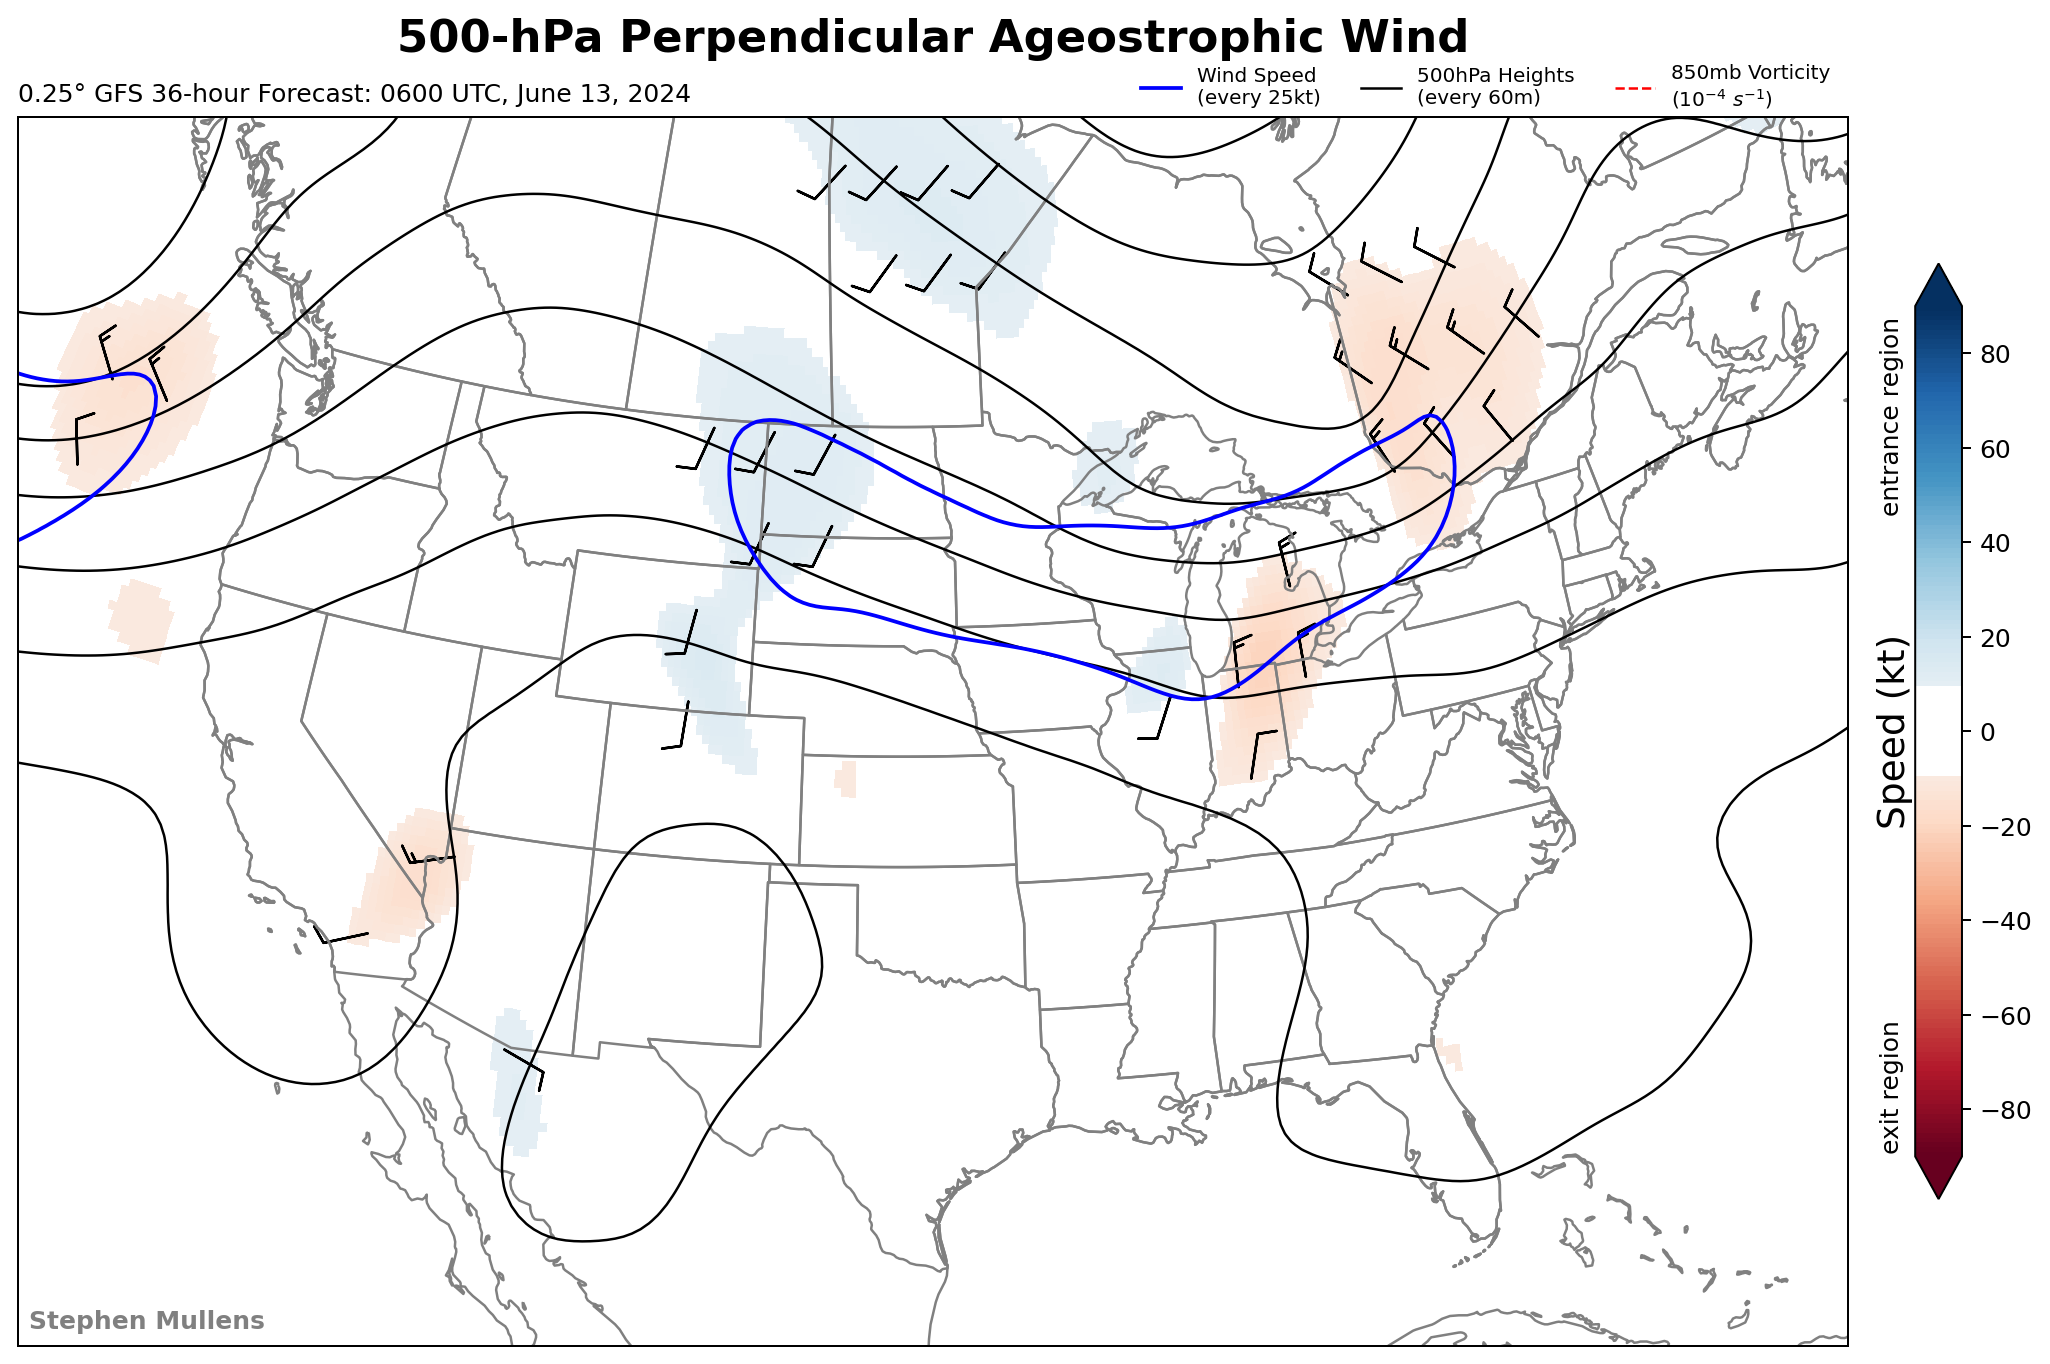 500-hPa Perpendicular Ageostrophic Wind
0.25° GFS 36-hour Forecast: 0600 UTC, June 13, 2024
Wind Speed
(every 25kt)
500hPa Heights
(every 60m)
850mb Vorticity
(10⁻⁴ s⁻¹)
entrance region
Speed (kt)
exit region
80
60
40
20
0
−20
−40
−60
−80
Stephen Mullens